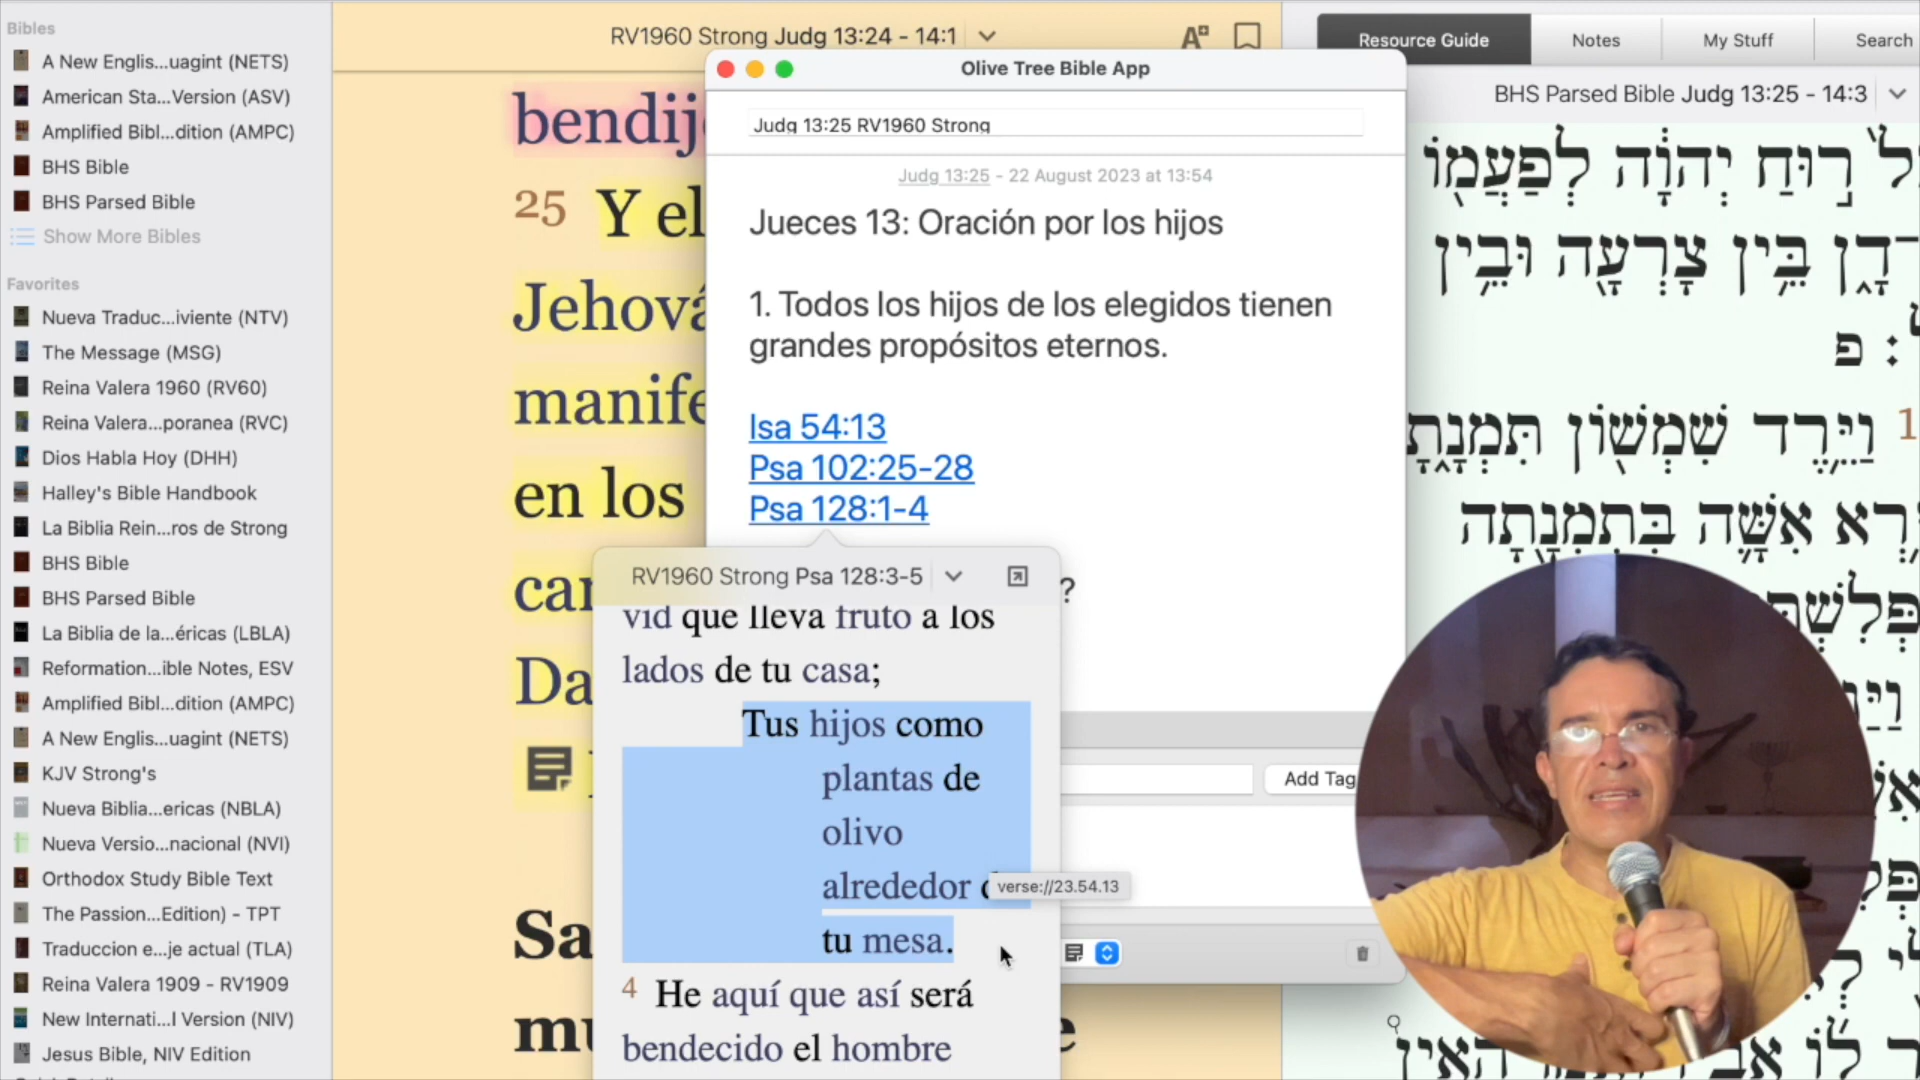 Bibles
A New Englis...uagint (NETS)
American Sta...Version (ASV)
Amplified Bibl...dition (AMPC)
BHS Bible
BHS Parsed Bible
Show More Bibles
Favorites
Nueva Traduc...iviente (NTV)
The Message (MSG)
Reina Valera 1960 (RV60)
Reina Valera...poranea (RVC)
Dios Habla Hoy (DHH)
Halley's Bible Handbook
La Biblia Rein...ros de Strong
BHS Bible
BHS Parsed Bible
La Biblia de la...éricas (LBLA)
Reformation...ible Notes, ESV
Amplified Bibl...dition (AMPC)
A New Englis...uagint (NETS)
KJV Strong's
Nueva Biblia...ericas (NBLA)
Nueva Versio...nacional (NVI)
Orthodox Study Bible Text
The Passion...Edition) - TPT
Traduccion e...je actual (TLA)
Reina Valera 1909 - RV1909
New Internati...l Version (NIV)
Jesus Bible, NIV Edition
RV1960 Strong Judg 13:24 - 14:1
bendij
25 Y el
Jehová
manife
en los
Da
Olive Tree Bible App
Judg 13:25 RV1960 Strong
Judg 13:25 - 22 August 2023 at 13:54
Jueces 13: Oración por los hijos
1. Todos los hijos de los elegidos tienen
grandes propósitos eternos.
Isa 54:13
Psa 102:25-28
Psa 128:1-4
?
Add Tag
RV1960 Strong Psa 128:3-5
vid que lleva fruto a los
lados de tu casa;
Tus hijos como
plantas de
olivo
alrededor
tu mesa.
4 He aquí que así será
bendecido el hombre
verse://23.54.13
Resource Guide
Notes
My Stuff
Search
BHS Parsed Bible Judg 13:25 - 14:3
ר֣וּחַ יְהוָ֔ה לְפַעֲמ֖וֹ
דָ֑ן בֵּ֥ין צָרְעָ֖ה וּבֵ֥ין
פ
1 וַיֵּ֥רֶד שִׁמְשׁ֖וֹן תִּמְנָ֑תָ
אִשָּׁ֛ה בְּתִמְנָ֖תָה